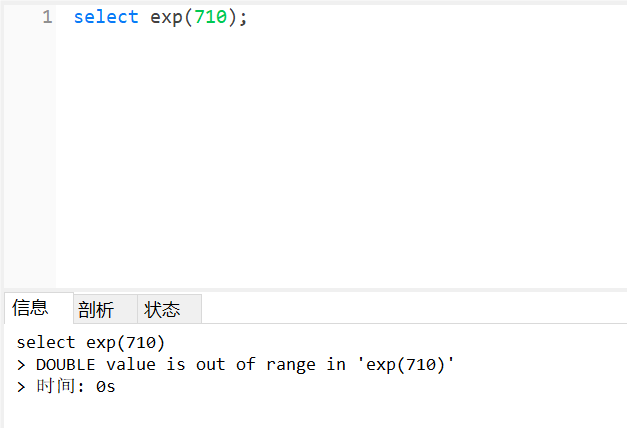 1 select exp(710);
信息 剖析 状态
select exp(710)
> DOUBLE value is out of range in 'exp(710)'
> 时间: 0s